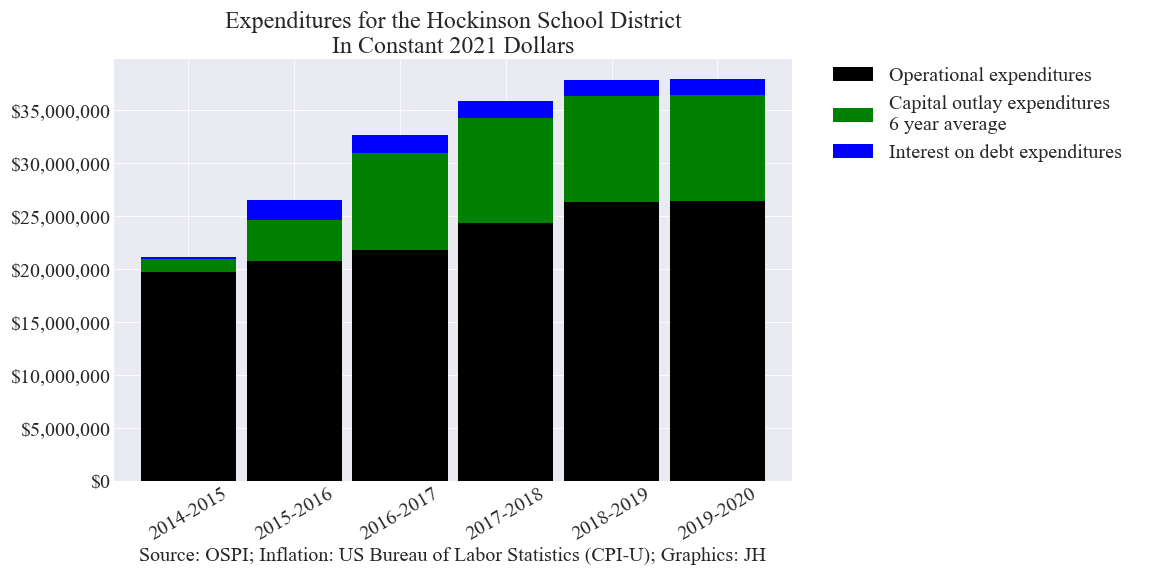 Expenditures for the Hockinson School District
In Constant 2021 Dollars
Operational expenditures
Capital outlay expenditures
6 year average
Interest on debt expenditures
$35,000,000
$30,000,000
$25,000,000
$20,000,000
$15,000,000
$10,000,000
$5,000,000
$0
2014-2015
2015-2016
2016-2017
2017-2018
2018-2019
2019-2020
Source: OSPI; Inflation: US Bureau of Labor Statistics (CPI-U); Graphics: JH